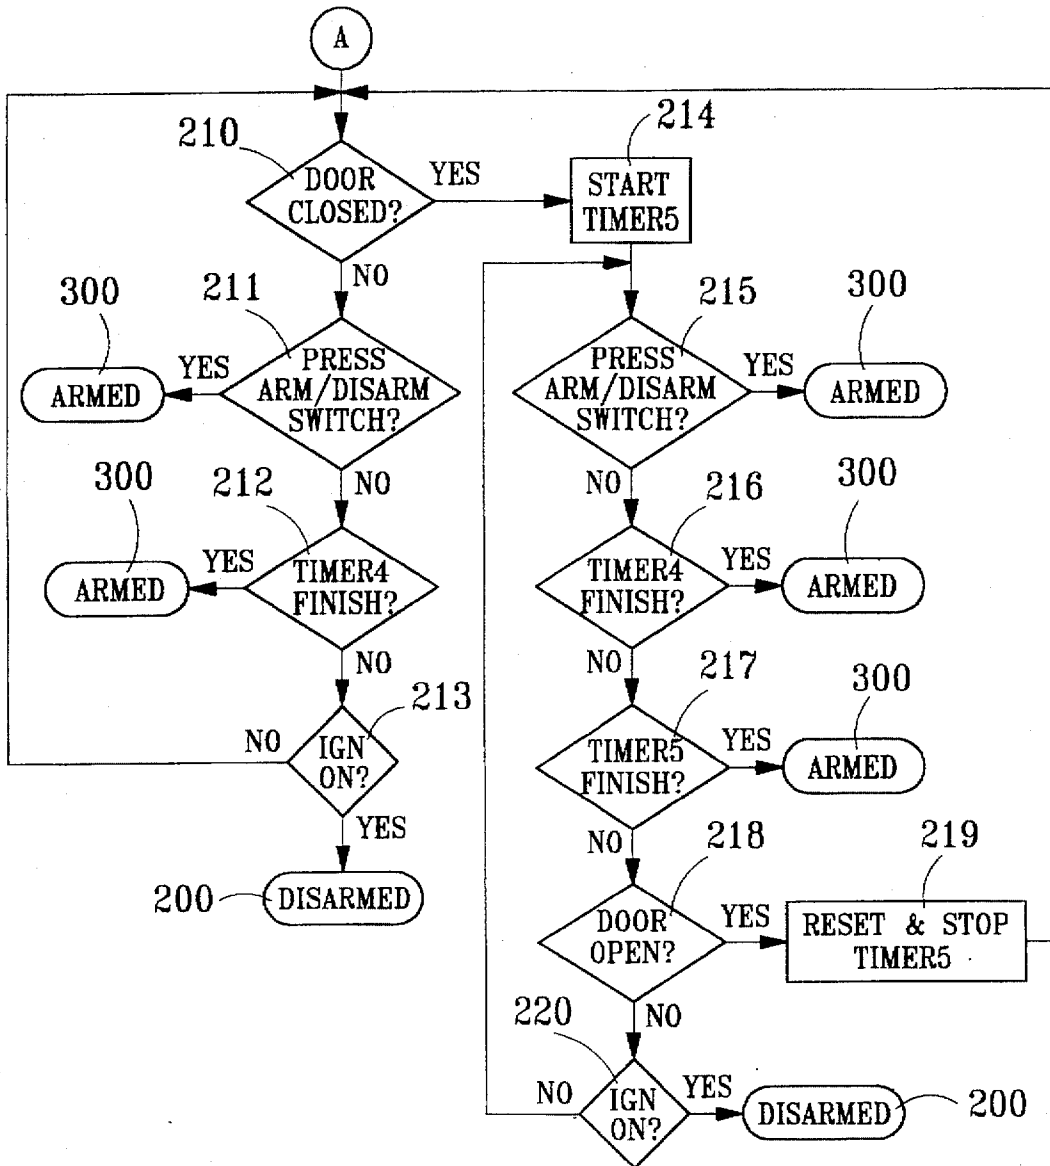 A
210
DOOR
CLOSED?
YES
214
START
TIMER5
NO
300
211
PRESS
ARM/DISARM
SWITCH?
YES
ARMED
215
PRESS
ARM/DISARM
SWITCH?
YES
300
ARMED
NO
NO
300
212
TIMER4
FINISH?
YES
ARMED
216
TIMER4
FINISH?
YES
300
ARMED
NO
NO
213
IGN
ON?
NO
YES
200
DISARMED
217
TIMER5
FINISH?
YES
300
ARMED
NO
218
DOOR
OPEN?
YES
219
RESET & STOP
TIMER5
NO
220
IGN
ON?
NO
YES
DISARMED
200